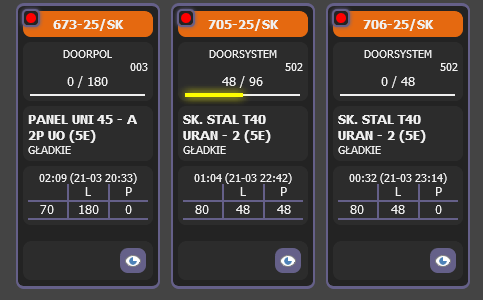 673-25/SK
DOORPOL
003
0 / 180
PANEL UNI 45 - A
2P UO (5E)
GŁADKIE
02:09 (21-03 20:33)
L P
70 180 0
705-25/SK
DOORSYSTEM
502
48 / 96
SK. STAL T40
URAN - 2 (5E)
GŁADKIE
01:04 (21-03 22:42)
L P
80 48 48
706-25/SK
DOORSYSTEM
502
0 / 48
SK. STAL T40
URAN - 2 (5E)
GŁADKIE
00:32 (21-03 23:14)
L P
80 48 0